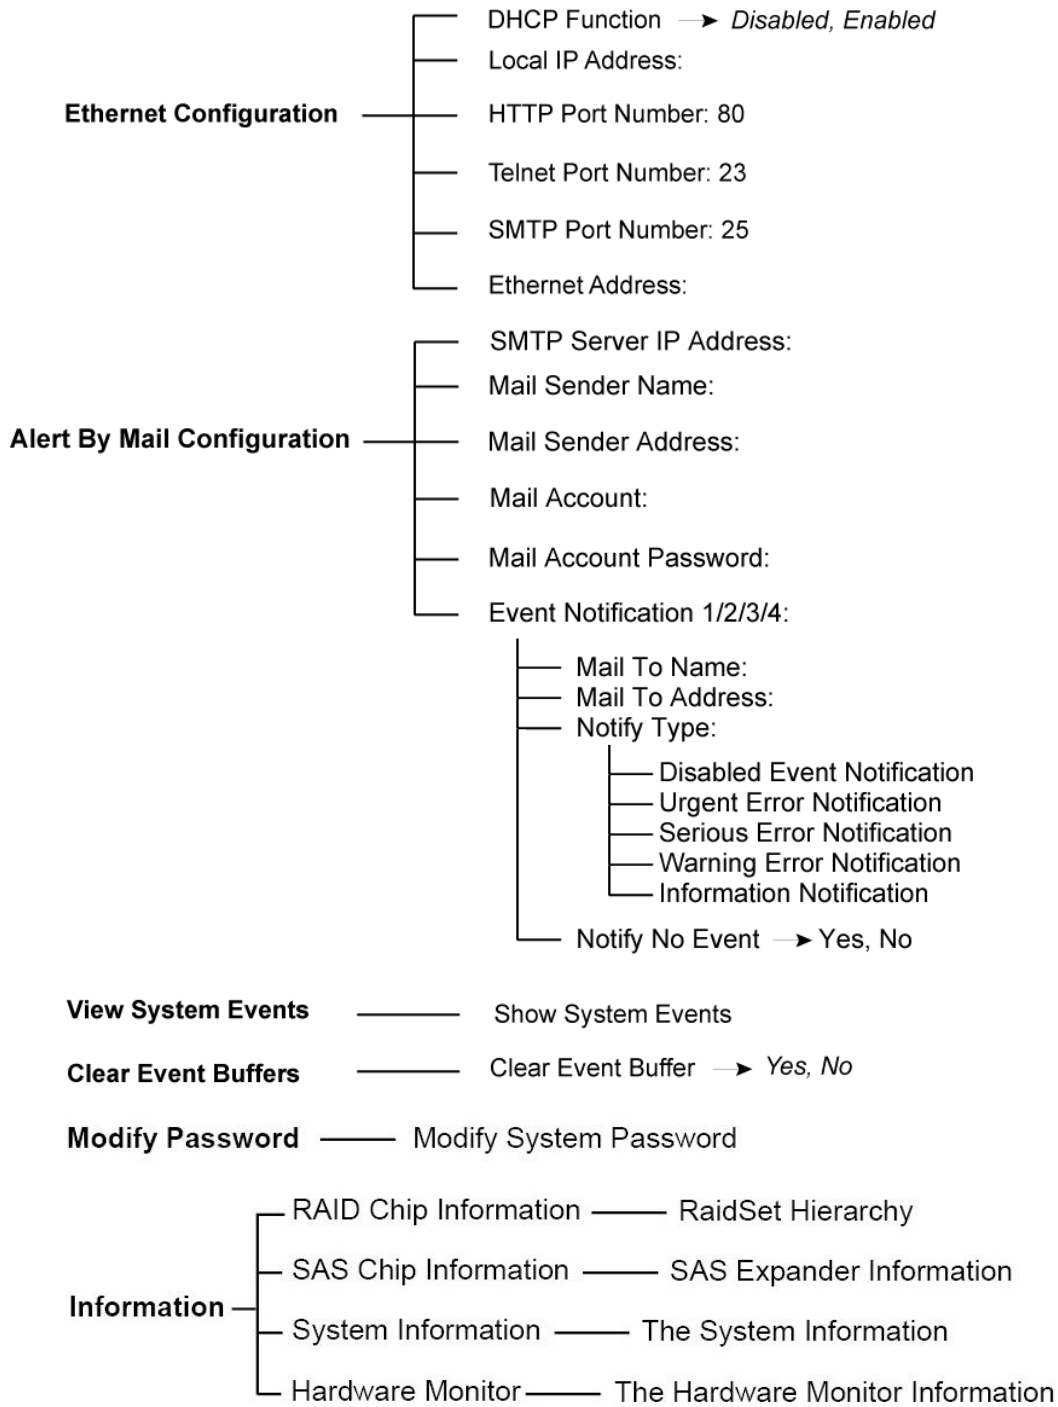 DHCP Function Disabled, Enabled
Local IP Address:
Ethernet Configuration HTTP Port Number: 80
Telnet Port Number: 23
SMTP Port Number: 25
Ethernet Address:
SMTP Server IP Address:
Mail Sender Name:
Alert By Mail Configuration Mail Sender Address:
Mail Account:
Mail Account Password:
Event Notification 1/2/3/4:
Mail To Name:
Mail To Address:
Notify Type:
Disabled Event Notification
Urgent Error Notification
Serious Error Notification
Warning Error Notification
Information Notification
Notify No Event Yes, No
View System Events Show System Events
Clear Event Buffers Clear Event Buffer Yes, No
Modify Password Modify System Password
RAID Chip Information RaidSet Hierarchy
SAS Chip Information SAS Expander Information
Information
System Information The System Information
Hardware Monitor The Hardware Monitor Information